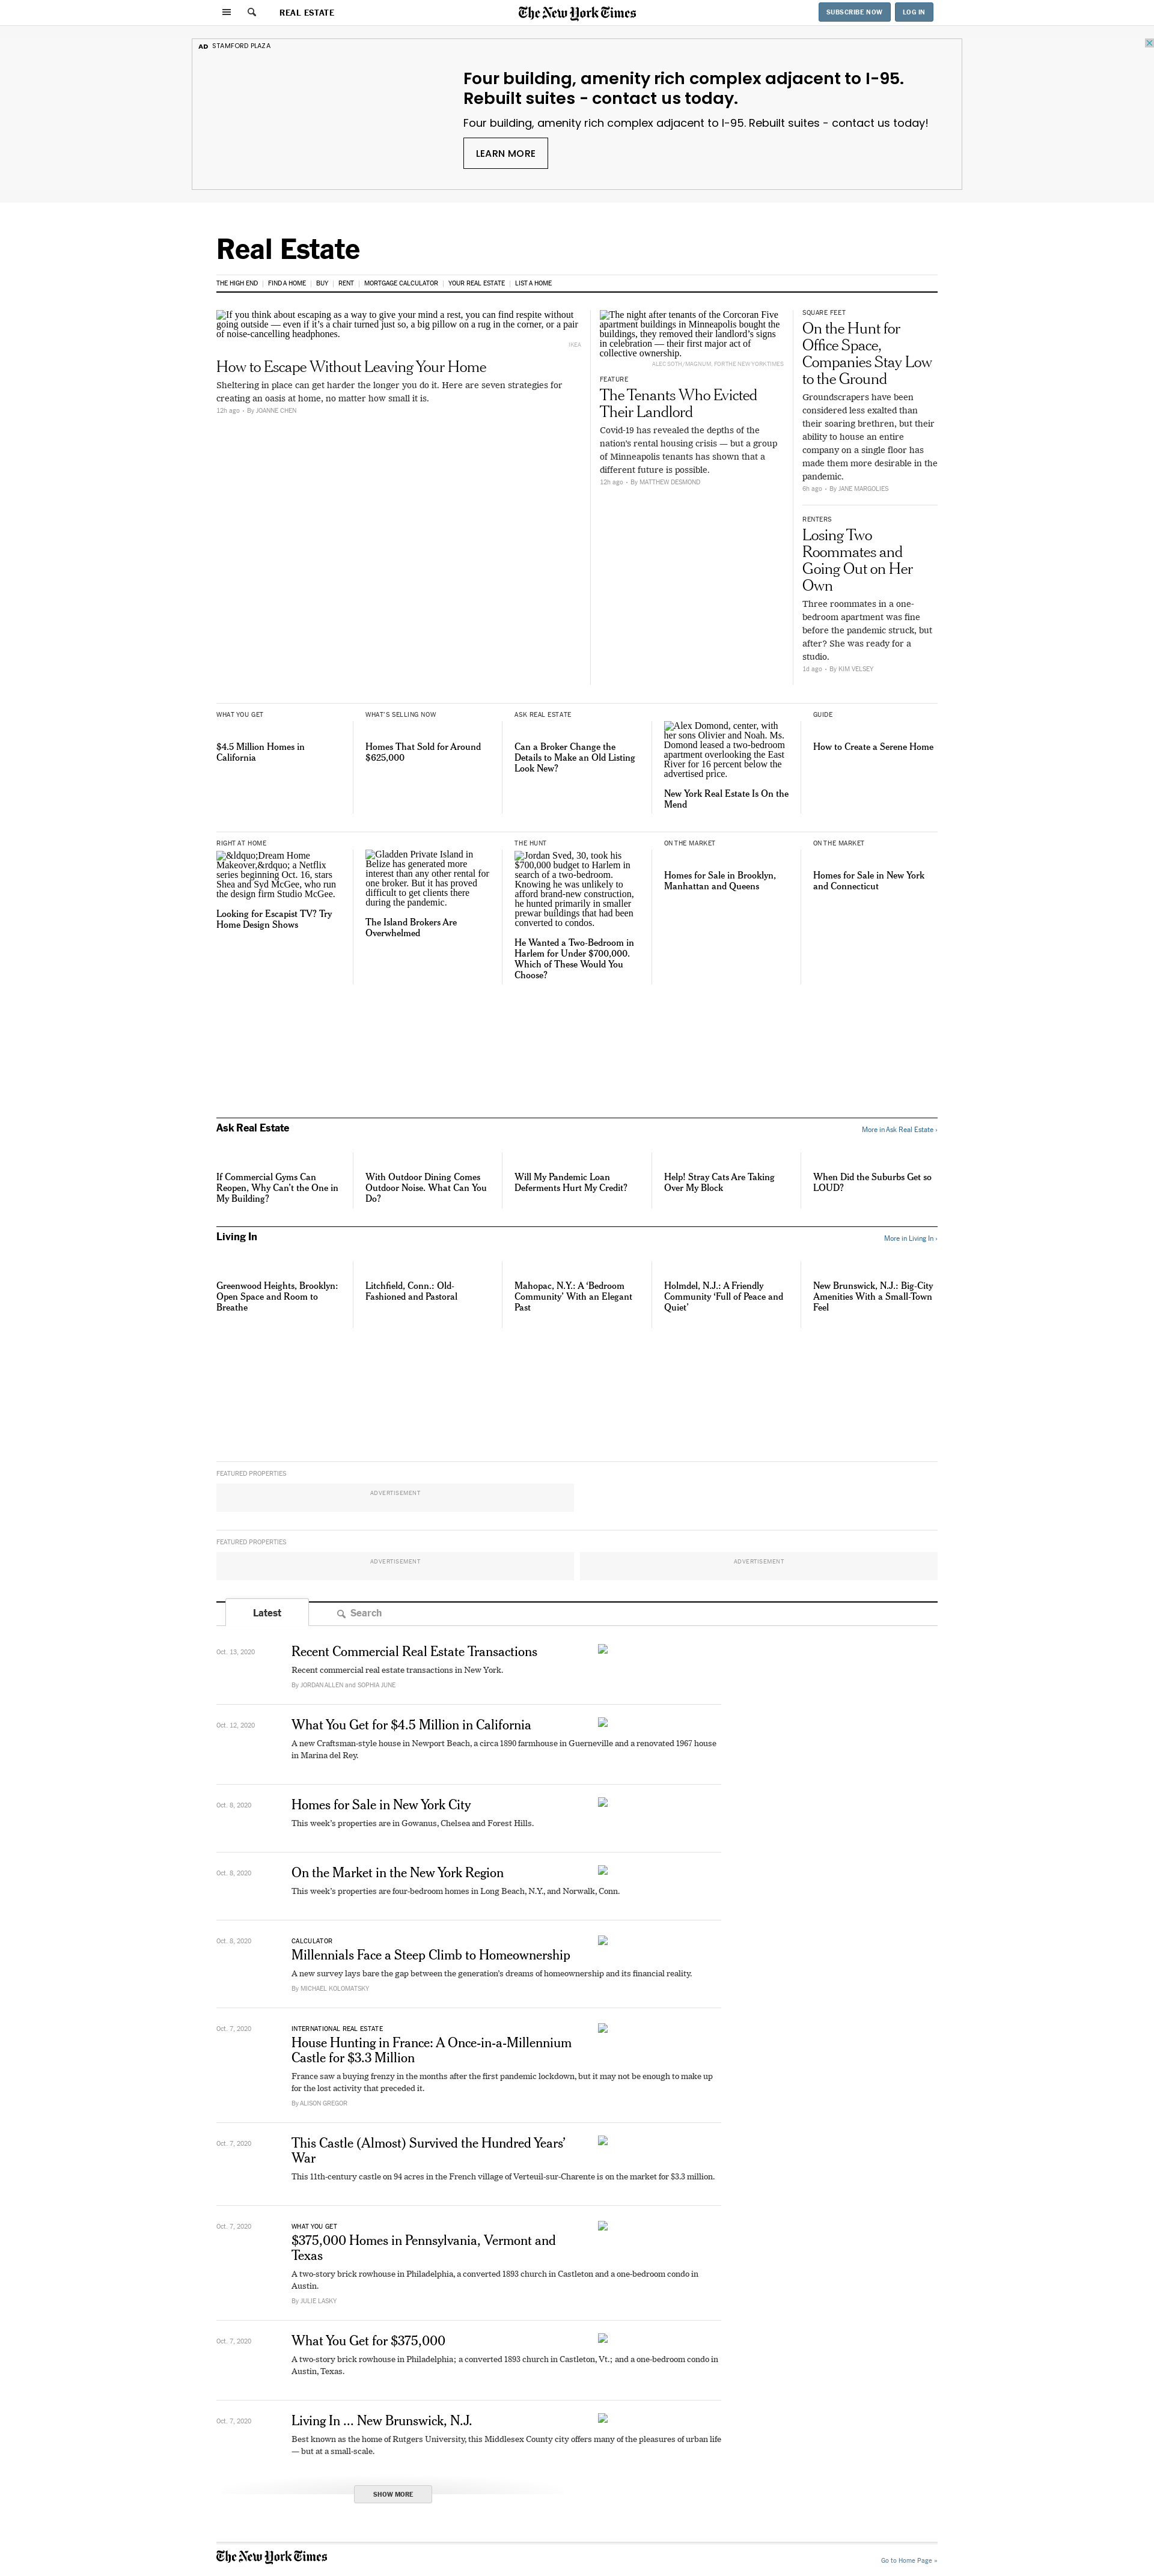 REAL ESTATE
The New York Times
SUBSCRIBE NOW
LOG IN
AD STAMFORD PLAZA
Four building, amenity rich complex adjacent to I-95.
Rebuilt suites - contact us today.
Four building, amenity rich complex adjacent to I-95. Rebuilt suites - contact us today!
LEARN MORE
Real Estate
THE HIGH END | FIND A HOME | BUY | RENT | MORTGAGE CALCULATOR | YOUR REAL ESTATE | LIST A HOME
If you think about escaping as a way to give your mind a rest, you can find respite without
going outside — even if it’s a chair turned just so, a big pillow on a rug in the corner, or a pair
of noise-cancelling headphones.
IKEA
How to Escape Without Leaving Your Home
Sheltering in place can get harder the longer you do it. Here are seven strategies for
creating an oasis at home, no matter how small it is.
12h ago • By JOANNE CHEN
The night after tenants of the Corcoran Five
apartment buildings in Minneapolis bought the
buildings, they removed their landlord’s signs
in celebration — their first major act of
collective ownership.
ALEC SOTH/MAGNUM, FOR THE NEW YORK TIMES
FEATURE
The Tenants Who Evicted
Their Landlord
Covid-19 has revealed the depths of the
nation’s rental housing crisis — but a group
of Minneapolis tenants has shown that a
different future is possible.
12h ago • By MATTHEW DESMOND
SQUARE FEET
On the Hunt for
Office Space,
Companies Stay Low
to the Ground
Groundscrapers have been
considered less exalted than
their soaring brethren, but their
ability to house an entire
company on a single floor has
made them more desirable in the
pandemic.
6h ago • By JANE MARGOLIES
RENTERS
Losing Two
Roommates and
Going Out on Her
Own
Three roommates in a one-
bedroom apartment was fine
before the pandemic struck, but
after? She was ready for a
studio.
1d ago • By KIM VELSEY
WHAT YOU GET
$4.5 Million Homes in
California
WHAT’S SELLING NOW
Homes That Sold for Around
$625,000
ASK REAL ESTATE
Can a Broker Change the
Details to Make an Old Listing
Look New?
Alex Domond, center, with
her sons Olivier and Noah. Ms.
Domond leased a two-bedroom
apartment overlooking the East
River for 16 percent below the
advertised price.
New York Real Estate Is On the
Mend
GUIDE
How to Create a Serene Home
RIGHT AT HOME
&ldquo;Dream Home
Makeover,&rdquo; a Netflix
series beginning Oct. 16, stars
Shea and Syd McGee, who run
the design firm Studio McGee.
Looking for Escapist TV? Try
Home Design Shows
Gladden Private Island in
Belize has generated more
interest than any other rental for
one broker. But it has proved
difficult to get clients there
during the pandemic.
The Island Brokers Are
Overwhelmed
THE HUNT
Jordan Sved, 30, took his
$700,000 budget to Harlem in
search of a two-bedroom.
Knowing he was unlikely to
afford brand-new construction,
he hunted primarily in smaller
prewar buildings that had been
converted to condos.
He Wanted a Two-Bedroom in
Harlem for Under $700,000.
Which of These Would You
Choose?
ON THE MARKET
Homes for Sale in Brooklyn,
Manhattan and Queens
ON THE MARKET
Homes for Sale in New York
and Connecticut
Ask Real Estate
More in Ask Real Estate ›
If Commercial Gyms Can
Reopen, Why Can’t the One in
My Building?
With Outdoor Dining Comes
Outdoor Noise. What Can You
Do?
Will My Pandemic Loan
Deferments Hurt My Credit?
Help! Stray Cats Are Taking
Over My Block
When Did the Suburbs Get so
LOUD?
Living In
More in Living In ›
Greenwood Heights, Brooklyn:
Open Space and Room to
Breathe
Litchfield, Conn.: Old-
Fashioned and Pastoral
Mahopac, N.Y.: A ‘Bedroom
Community’ With an Elegant
Past
Holmdel, N.J.: A Friendly
Community ‘Full of Peace and
Quiet’
New Brunswick, N.J.: Big-City
Amenities With a Small-Town
Feel
FEATURED PROPERTIES
ADVERTISEMENT
FEATURED PROPERTIES
ADVERTISEMENT
ADVERTISEMENT
Latest
Search
Oct. 13, 2020
Recent Commercial Real Estate Transactions
Recent commercial real estate transactions in New York.
By JORDAN ALLEN and SOPHIA JUNE
Oct. 12, 2020
What You Get for $4.5 Million in California
A new Craftsman-style house in Newport Beach, a circa 1890 farmhouse in Guerneville and a renovated 1967 house
in Marina del Rey.
Oct. 8, 2020
Homes for Sale in New York City
This week’s properties are in Gowanus, Chelsea and Forest Hills.
Oct. 8, 2020
On the Market in the New York Region
This week’s properties are four-bedroom homes in Long Beach, N.Y., and Norwalk, Conn.
Oct. 8, 2020
CALCULATOR
Millennials Face a Steep Climb to Homeownership
A new survey lays bare the gap between the generation’s dreams of homeownership and its financial reality.
By MICHAEL KOLOMATSKY
Oct. 7, 2020
INTERNATIONAL REAL ESTATE
House Hunting in France: A Once-in-a-Millennium
Castle for $3.3 Million
France saw a buying frenzy in the months after the first pandemic lockdown, but it may not be enough to make up
for the lost activity that preceded it.
By ALISON GREGOR
Oct. 7, 2020
This Castle (Almost) Survived the Hundred Years’
War
This 11th-century castle on 94 acres in the French village of Verteuil-sur-Charente is on the market for $3.3 million.
Oct. 7, 2020
WHAT YOU GET
$375,000 Homes in Pennsylvania, Vermont and
Texas
A two-story brick rowhouse in Philadelphia, a converted 1893 church in Castleton and a one-bedroom condo in
Austin.
By JULIE LASKY
Oct. 7, 2020
What You Get for $375,000
A two-story brick rowhouse in Philadelphia; a converted 1893 church in Castleton, Vt.; and a one-bedroom condo in
Austin, Texas.
Oct. 7, 2020
Living In ... New Brunswick, N.J.
Best known as the home of Rutgers University, this Middlesex County city offers many of the pleasures of urban life
— but at a small-scale.
SHOW MORE
The New York Times
Go to Home Page »